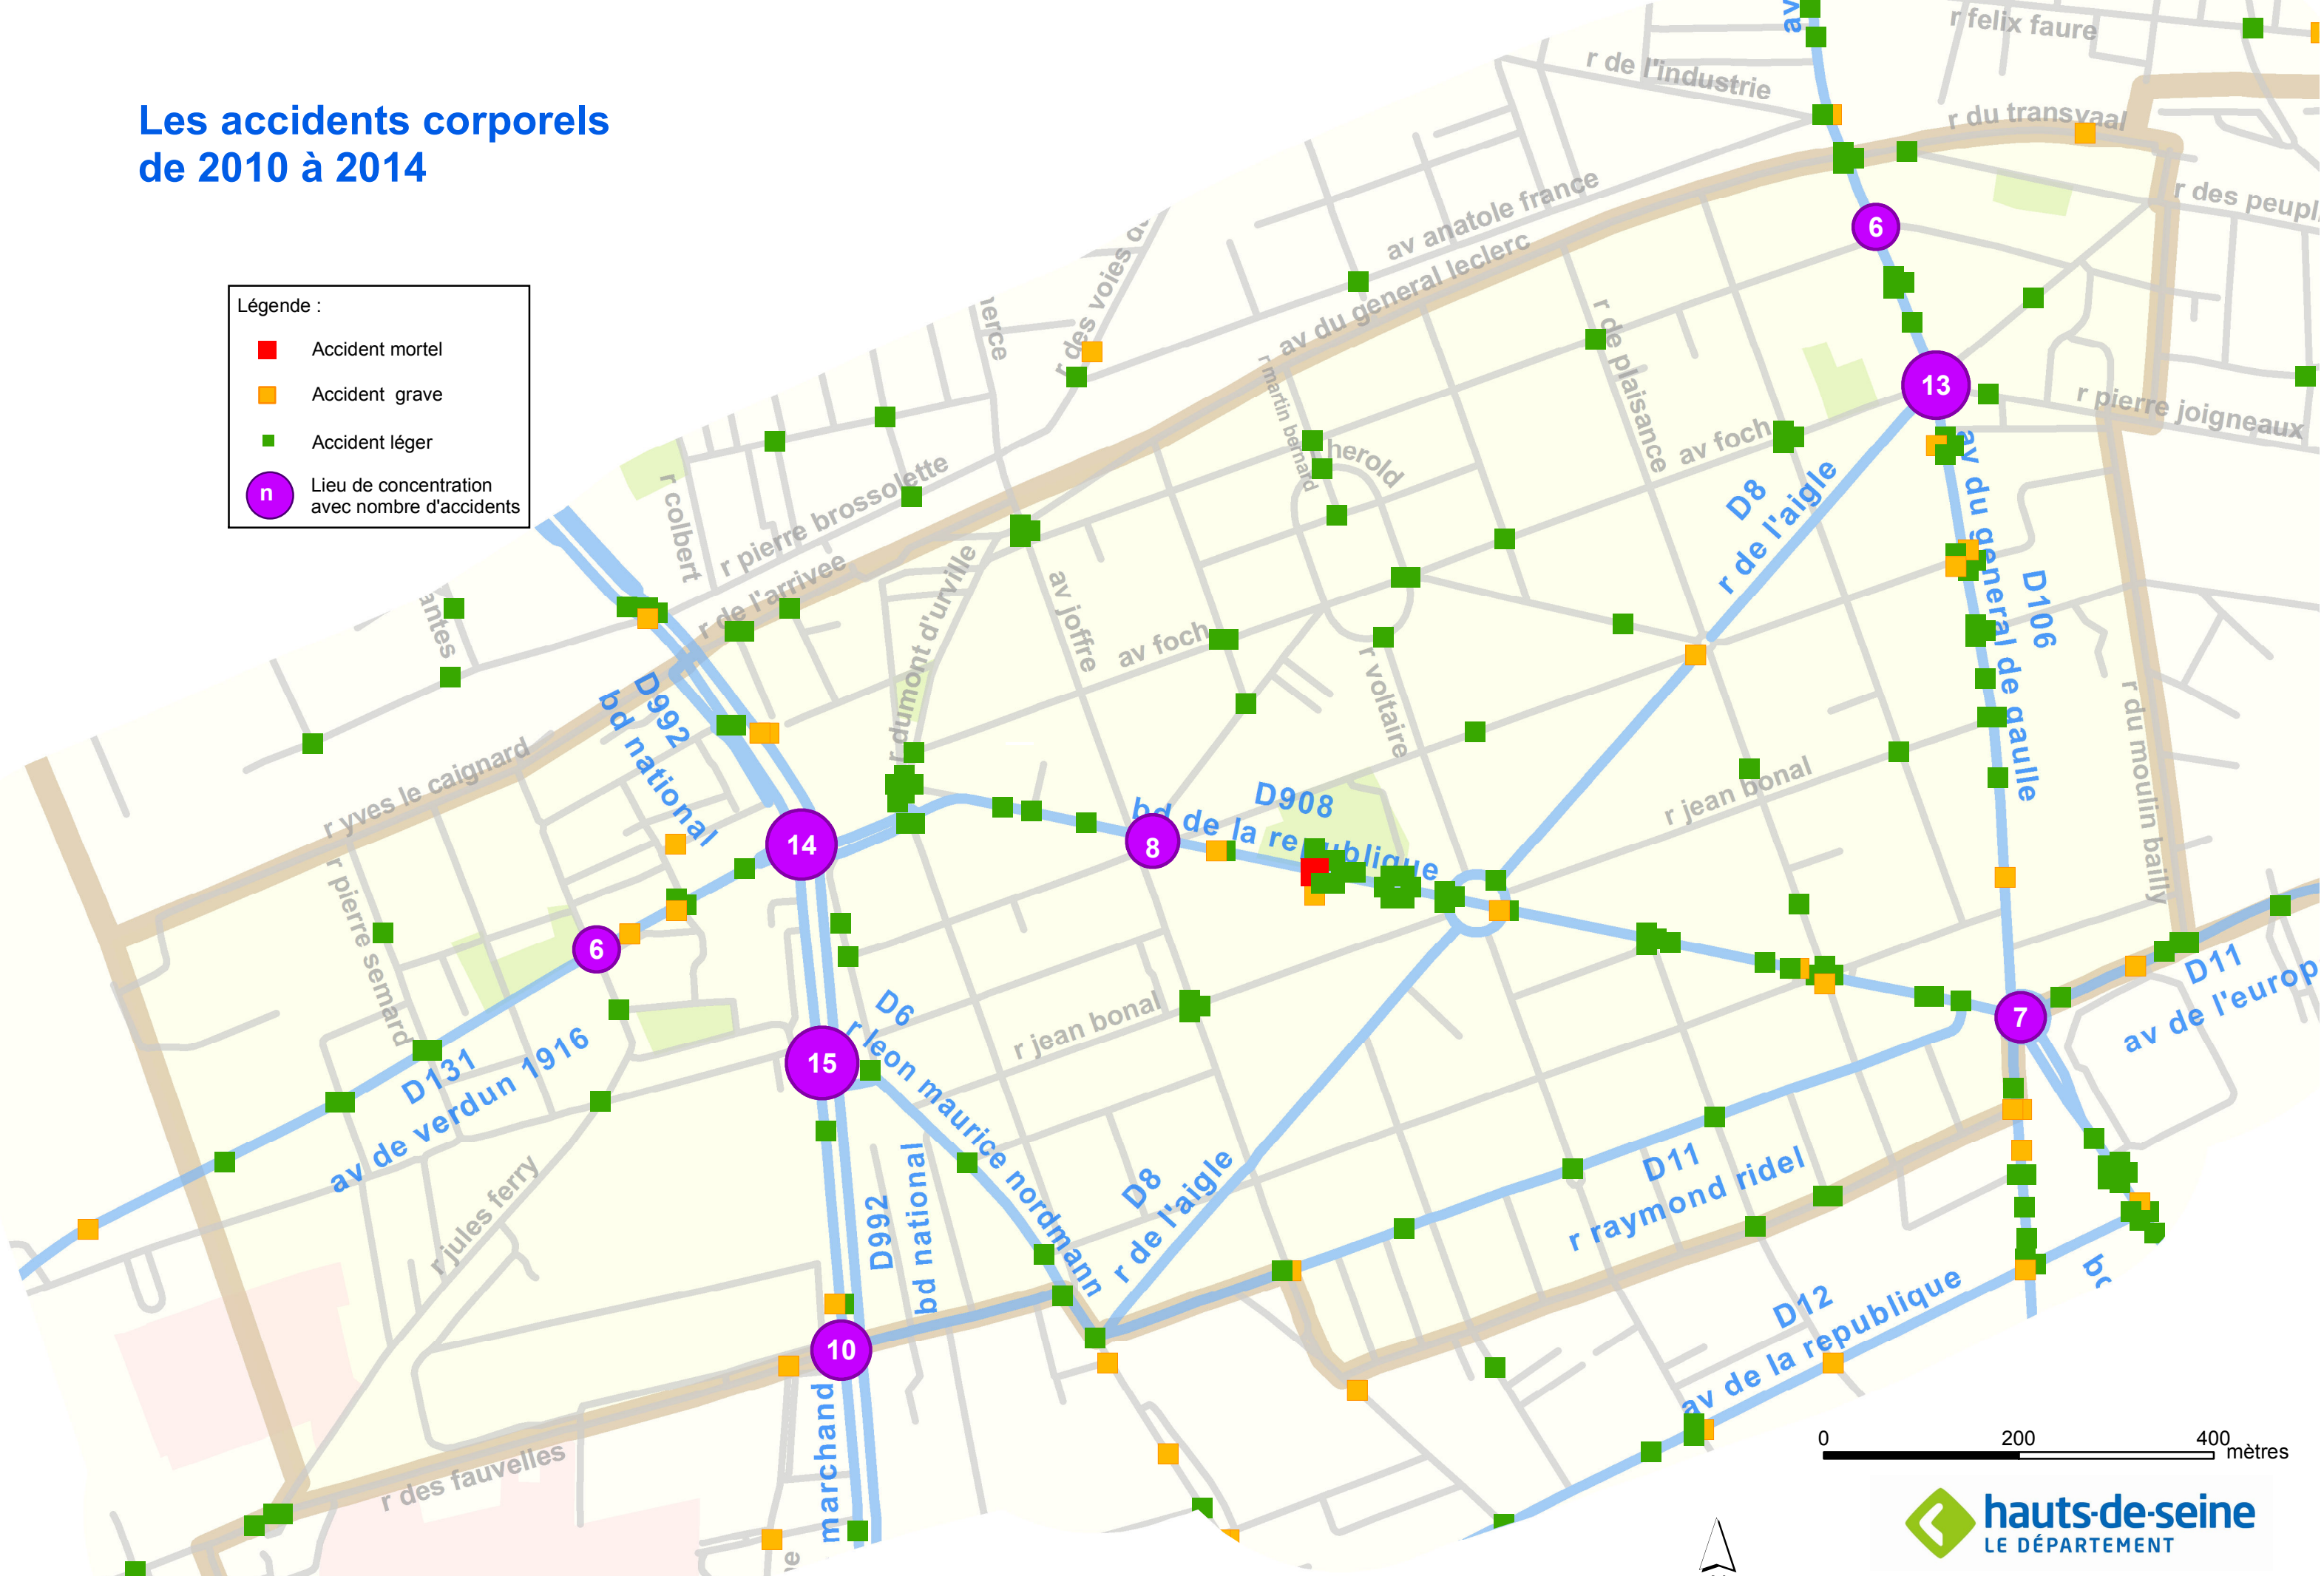 Les accidents corporels
de 2010 à 2014
Légende :
Accident mortel
Accident grave
Accident léger
n
Lieu de concentration
avec nombre d'accidents
av
r felix faure
r de l'industrie
r du transvaal
r des peupl
av anatole france
av du general leclerc
r des voies d
erce
r martin bernard
herold
r de plaisance
av foch
r pierre joigneaux
6
13
D8
r de l'aigle
av du general de gaulle
D106
r colbert
r pierre brossolette
r de l'arrivee
antes
r dumont d'urville
av joffre
av foch
r voltaire
D992
bd national
r yves le caignard
r pierre semard
14
8
D908
bd de la republique
r jean bonal
r du moulin bailly
6
D131
av de verdun 1916
15
D6
r leon maurice nordmann
r jean bonal
7
D11
av de l'europ
D992
bd national
r jules ferry
D8
r de l'aigle
D11
r raymond ridel
D12
av de la republique
10
marchand
r des fauvelles
e
0 200 400
mètres
hauts-de-seine
LE DÉPARTEMENT